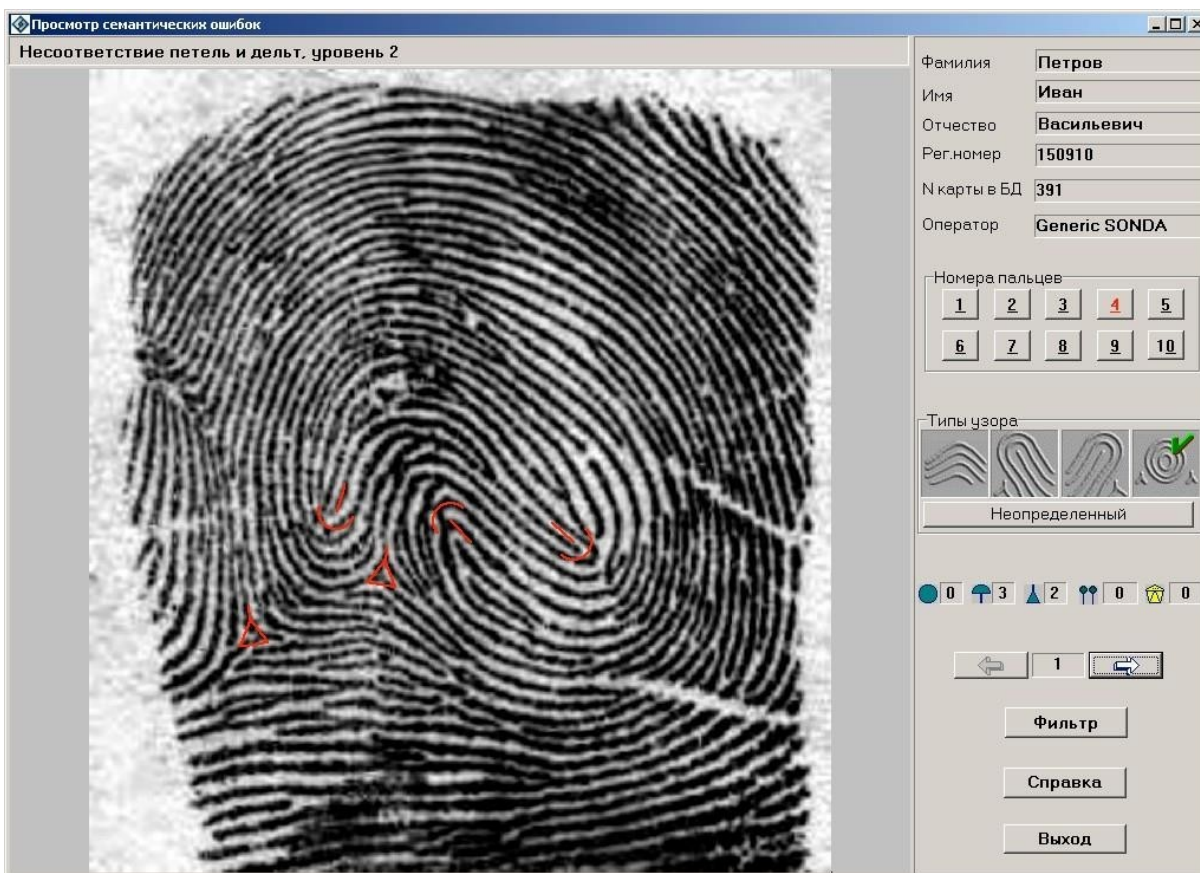 Просмотр семантических ошибок
Несоответствие петель и дельт, уровень 2
Фамилия Петров
Имя Иван
Отчество Васильевич
Рег.номер 150910
N карты в БД 391
Оператор Generic SONDA
Номера пальцев
1 2 3 4 5
6 7 8 9 10
Типы узора
Неопределенный
0 3 2 0 0
1
Фильтр
Справка
Выход